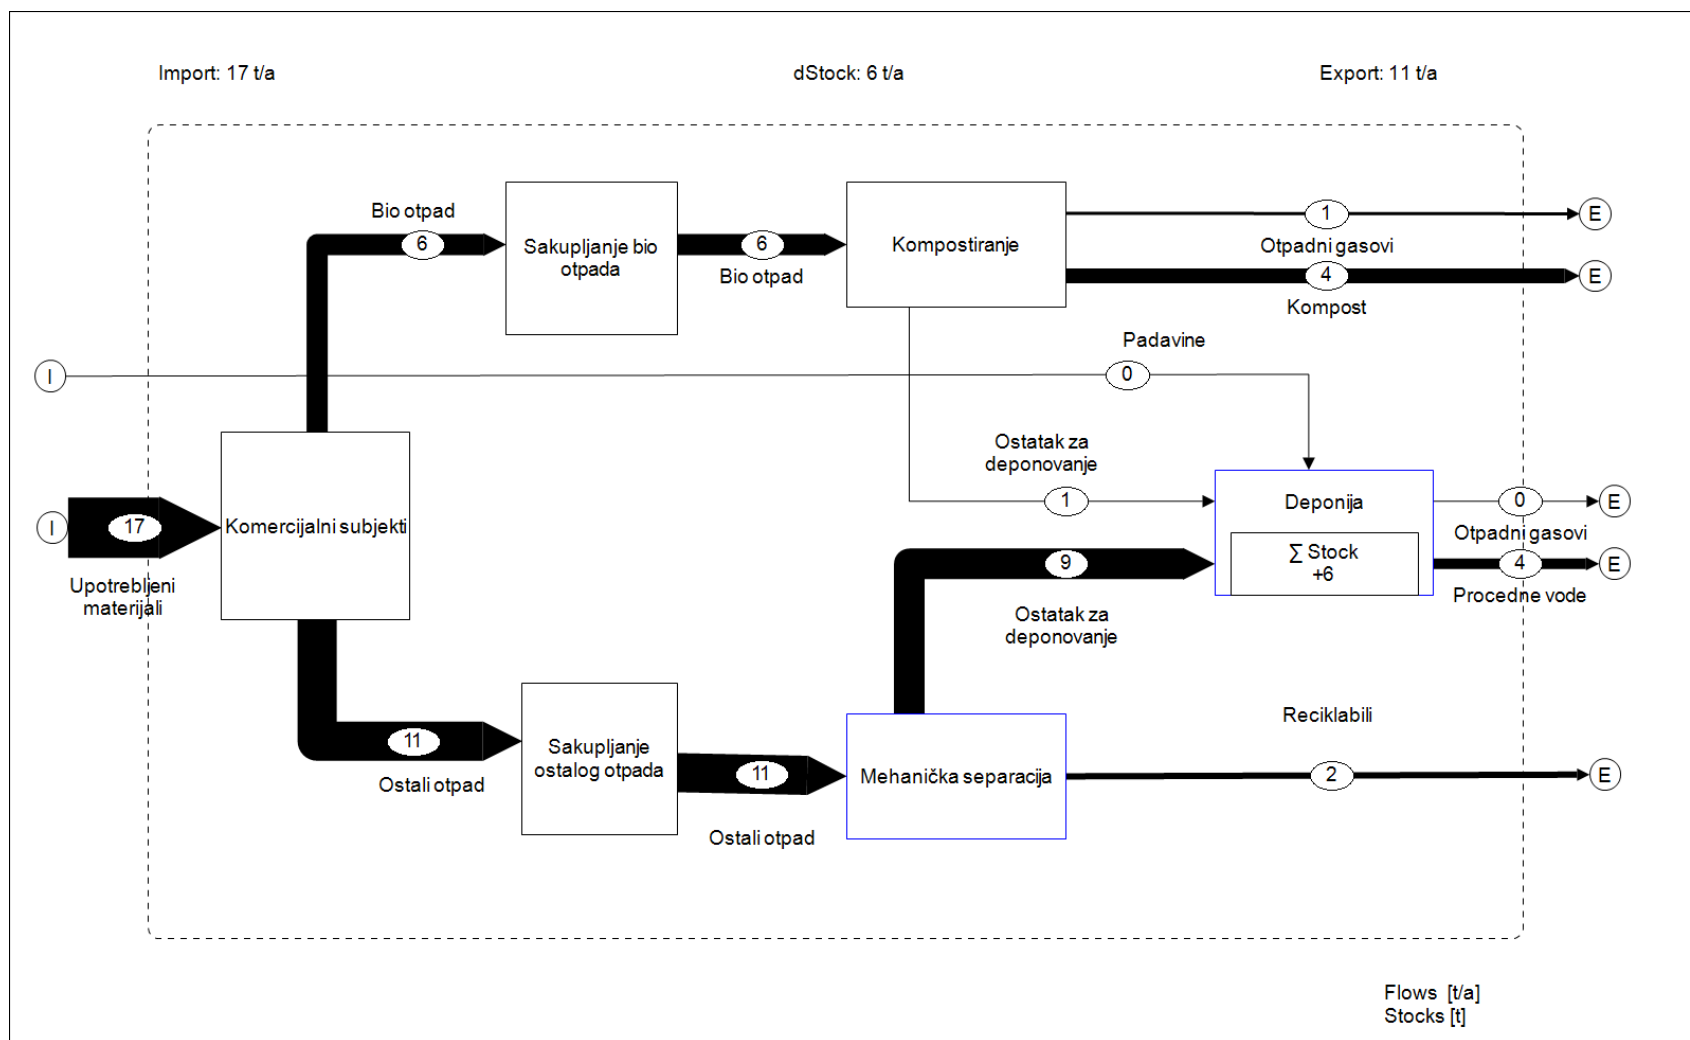 Import: 17 t/a
dStock: 6 t/a
Export: 11 t/a
Bio otpad
6
Sakupljanje bio
otpada
6
Bio otpad
Kompostiranje
1
E
Otpadni gasovi
4
E
Kompost
Padavine
I
0
Ostatak za
deponovanje
1
I
17
Upotrebljeni
materijali
Komercijalni subjekti
Deponija
∑ Stock
+6
0
E
Otpadni gasovi
4
E
Procedne vode
9
Ostatak za
deponovanje
11
Ostali otpad
Sakupljanje
ostalog otpada
11
Ostali otpad
Mehanička separacija
Reciklabili
2
E
Flows [t/a]
Stocks [t]